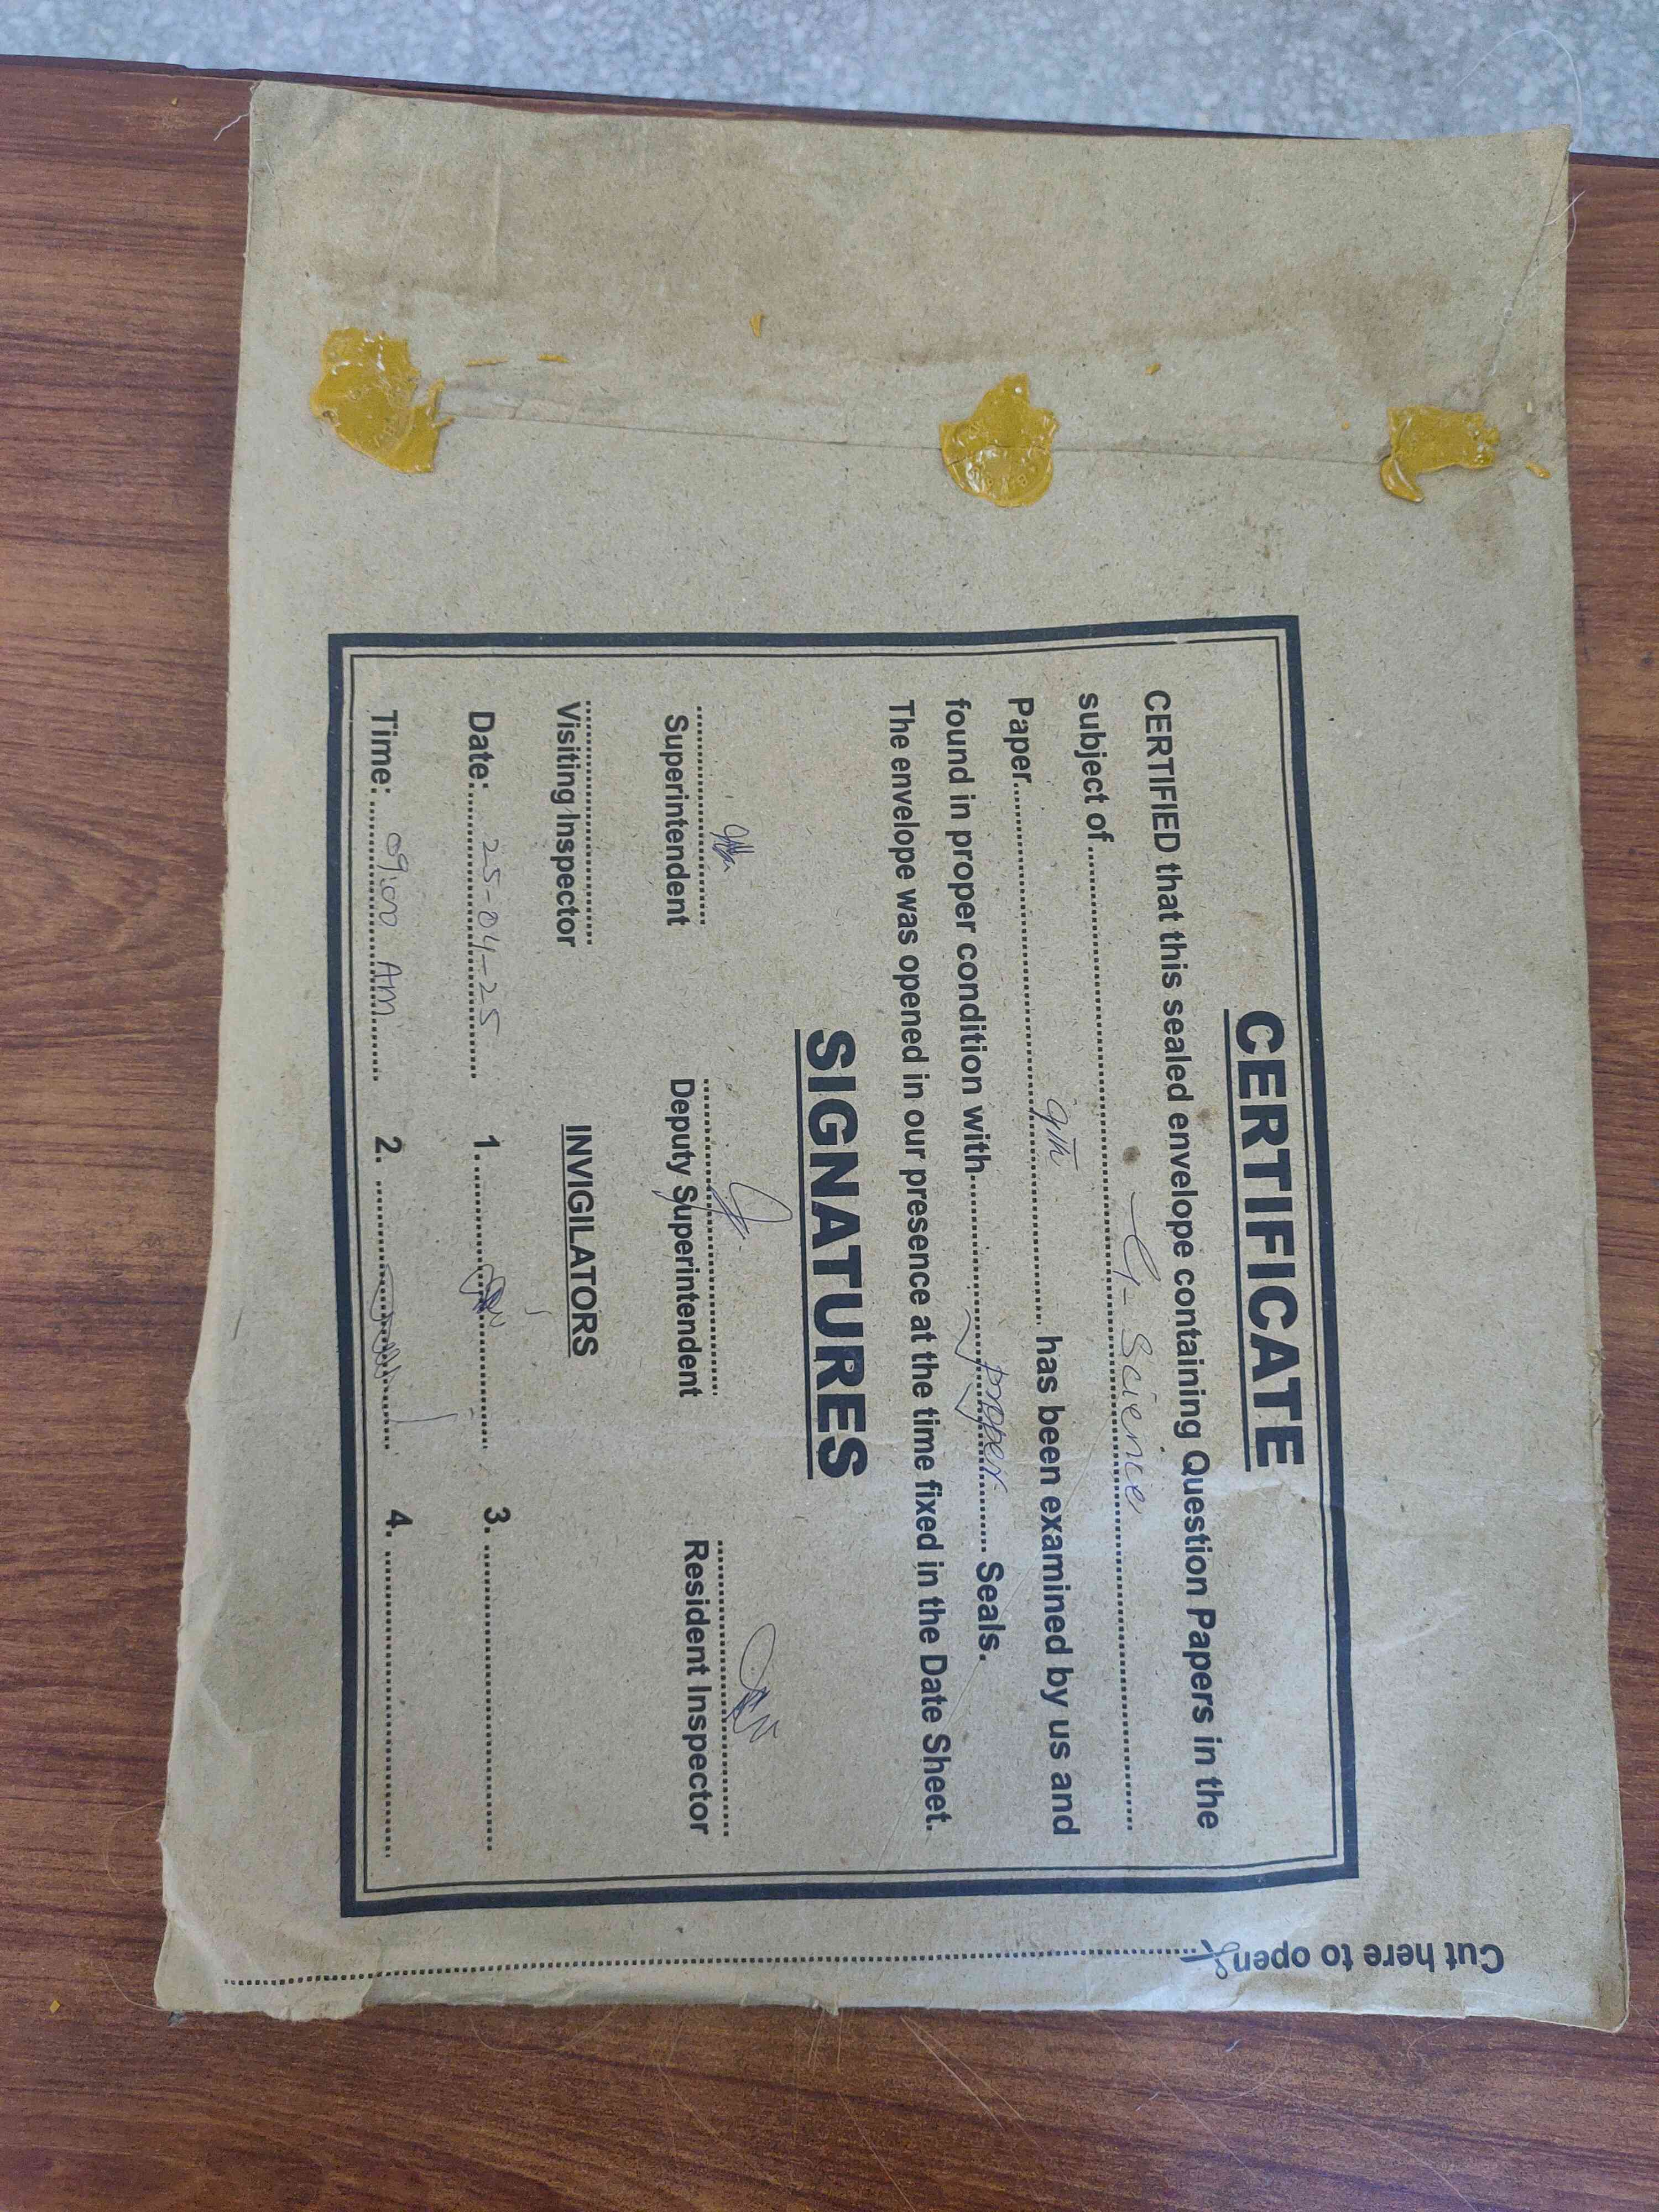 CERTIFICATE
CERTIFIED that this sealed envelope containing Question Papers in the
subject of.......... G- Science ..........
Paper.......... 9th .......... has been examined by us and
found in proper condition with.......... proper .......... Seals.
The envelope was opened in our presence at the time fixed in the Date Sheet.
SIGNATURES
Superintendent Deputy Superintendent Resident Inspector
Visiting Inspector INVIGILATORS
Date:.... 25-04-25 .... 1. .......... 3. ..........
Time: .... 09:00 AM .... 2. .......... 4. ..........
Cut here to open